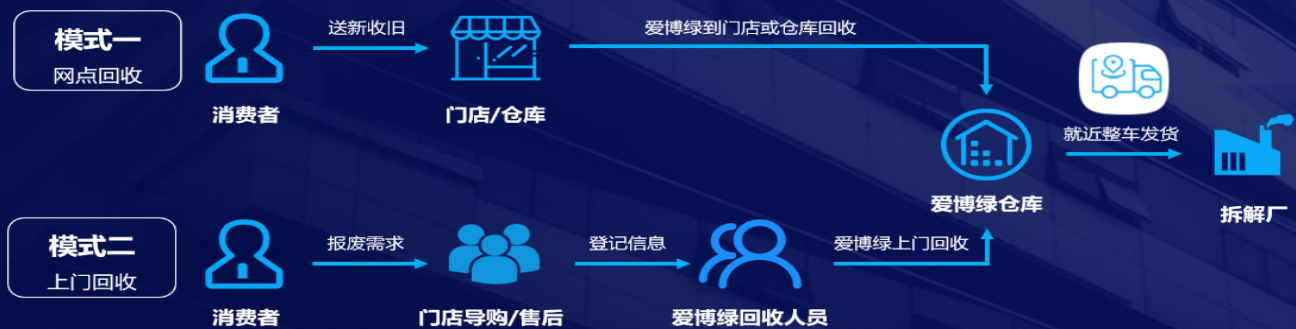 模式一
网点回收
送新收旧
爱博绿到门店或仓库回收
消费者
门店/仓库
就近整车发货
爱博绿仓库
拆解厂
模式二
上门回收
报废需求
登记信息
爱博绿上门回收
消费者
门店导购/售后
爱博绿回收人员